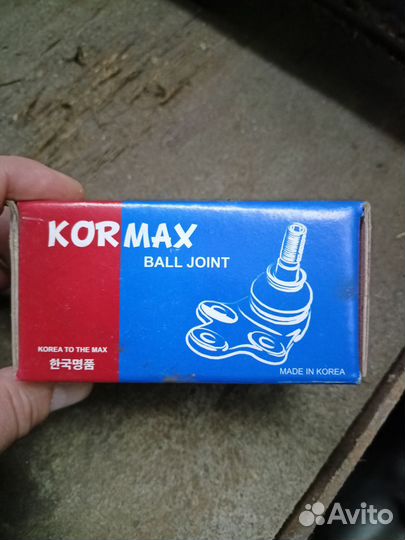 KORMAX
BALL JOINT
KOREA TO THE MAX
한국명품
MADE IN KOREA
Avito